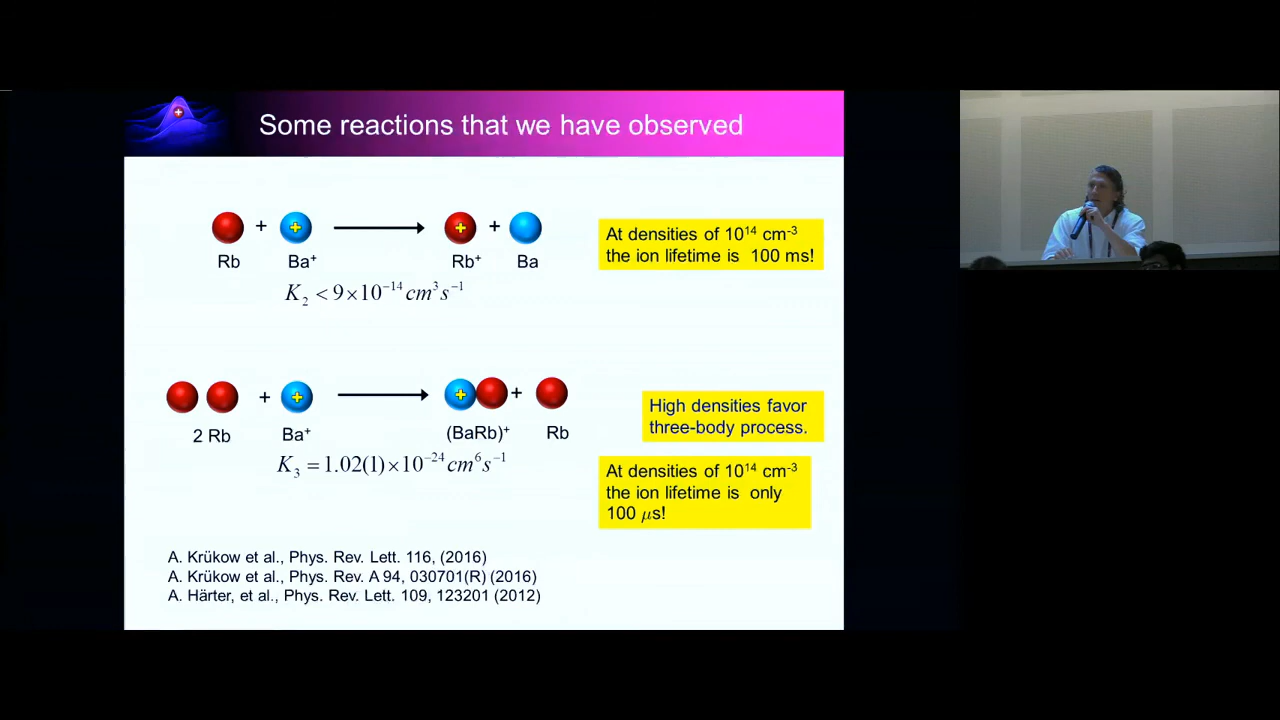 Some reactions that we have observed
Rb + Ba⁺ → Rb⁺ + Ba
K₂ < 9×10⁻¹⁴ cm³s⁻¹
At densities of 10¹⁴ cm⁻³
the ion lifetime is 100 ms!
2 Rb + Ba⁺ → (BaRb)⁺ + Rb
K₃ = 1.02(1)×10⁻²⁴ cm⁶s⁻¹
High densities favor
three-body process.
At densities of 10¹⁴ cm⁻³
the ion lifetime is only
100 μs!
A. Krükow et al., Phys. Rev. Lett. 116, (2016)
A. Krükow et al., Phys. Rev. A 94, 030701(R) (2016)
A. Härter, et al., Phys. Rev. Lett. 109, 123201 (2012)